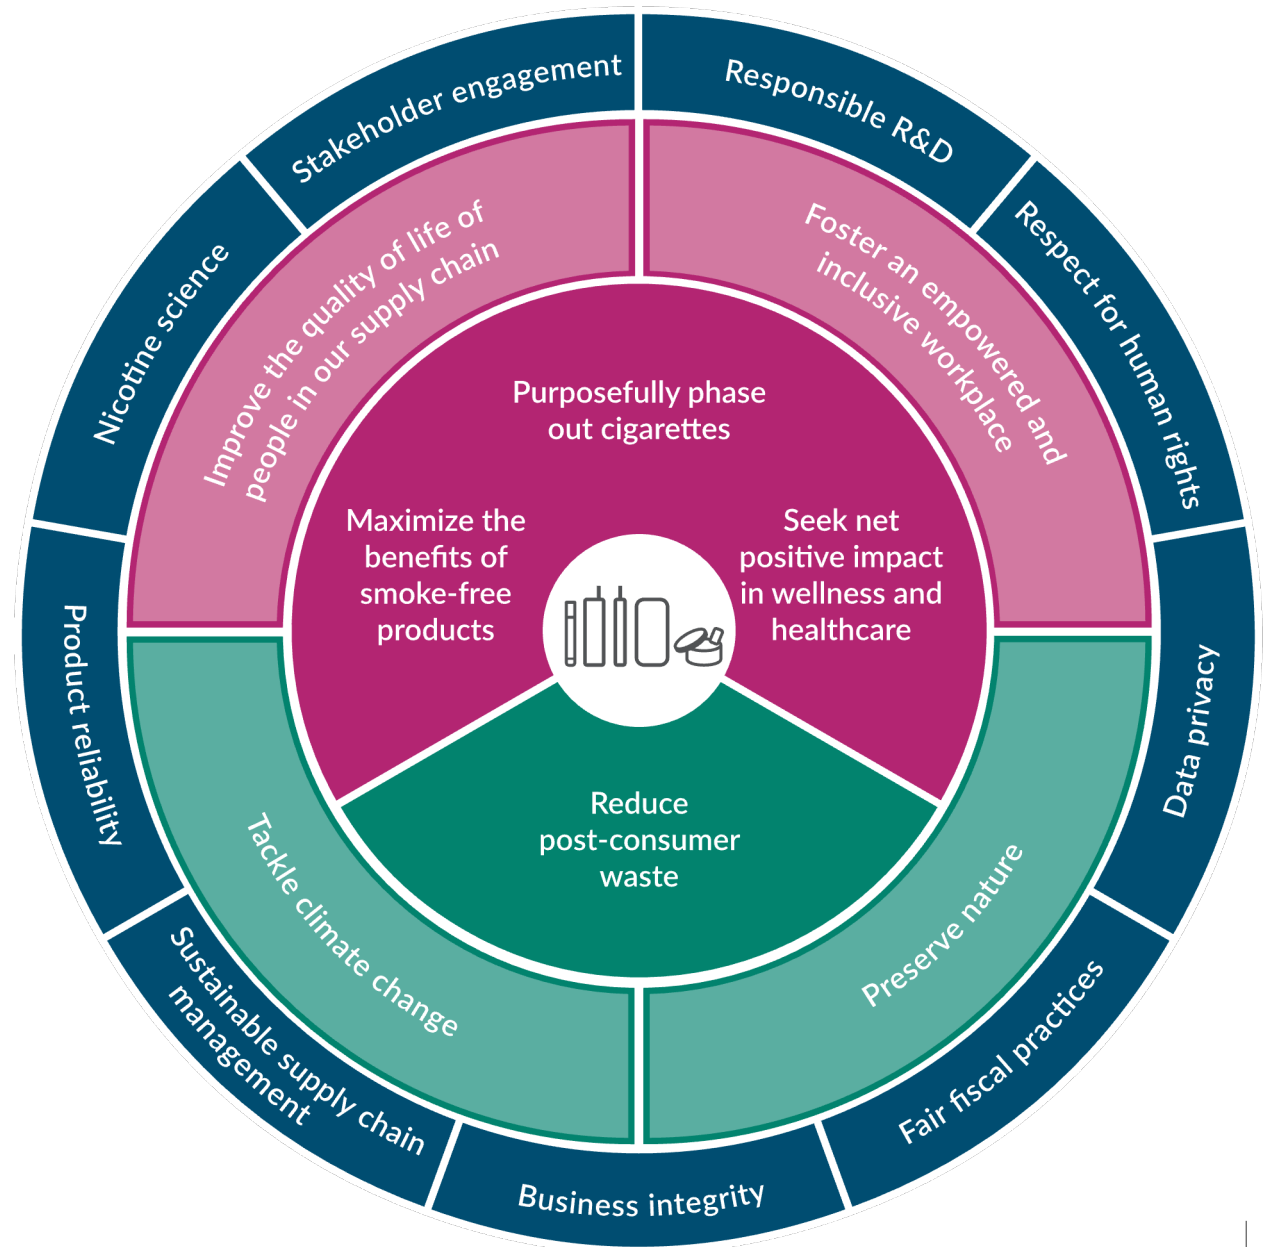 Stakeholder engagement
Responsible R&D
Respect for human rights
Data privacy
Fair fiscal practices
Business integrity
Sustainable supply chain
management
Product reliability
Nicotine science
Improve the quality of life of
people in our supply chain
Foster an empowered and
inclusive workplace
Preserve nature
Tackle climate change
Purposefully phase
out cigarettes
Maximize the
benefits of
smoke-free
products
Seek net
positive impact
in wellness and
healthcare
Reduce
post-consumer
waste